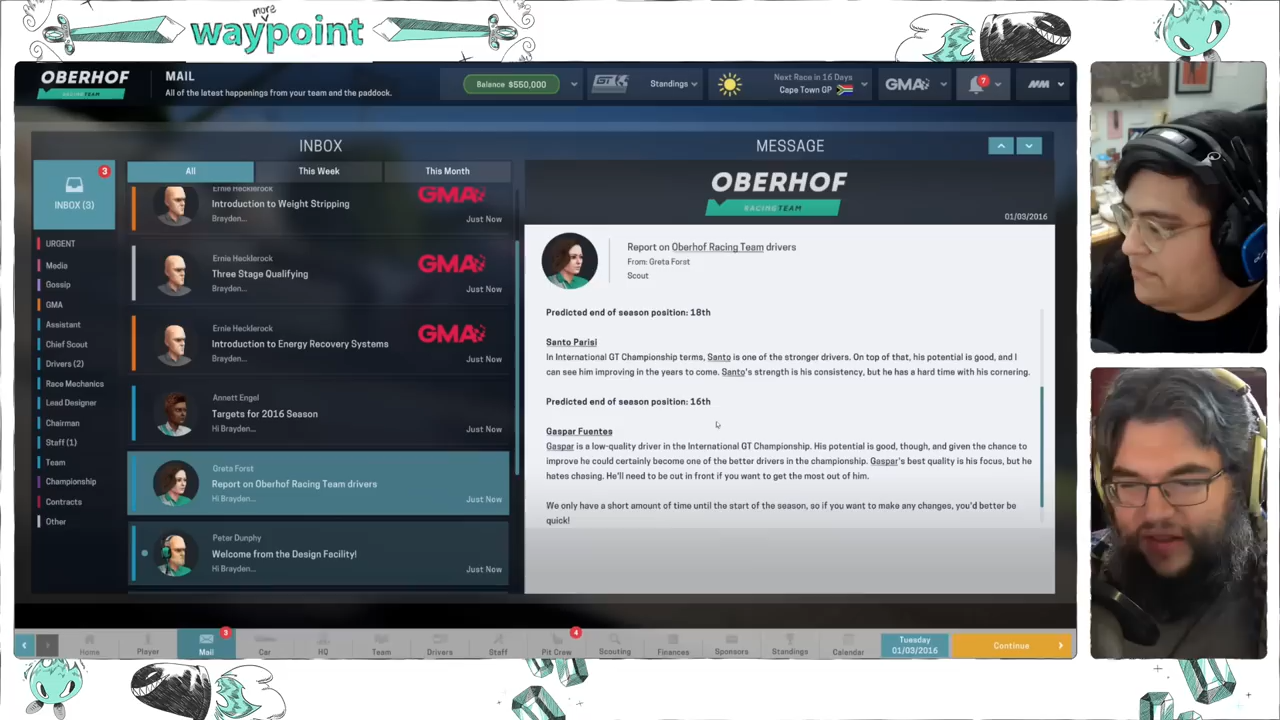 more
waypoint
OBERHOF
RACING TEAM
MAIL
All of the latest happenings from your team and the paddock.
Balance $550,000
GT
Standings
Next Race in 16 Days
Cape Town GP
GMA
7
INBOX
MESSAGE
3
INBOX (3)
URGENT
Media
Gossip
GMA
Assistant
Chief Scout
Drivers (2)
Race Mechanics
Lead Designer
Chairman
Staff (1)
Team
Championship
Contracts
Other
All
This Week
This Month
Ernie Hecklerock
Introduction to Weight Stripping
Brayden...
GMA
Just Now
Ernie Hecklerock
Three Stage Qualifying
Brayden...
GMA
Just Now
Ernie Hecklerock
Introduction to Energy Recovery Systems
Brayden...
GMA
Just Now
Annett Engel
Targets for 2016 Season
Hi Brayden...
Just Now
Greta Forst
Report on Oberhof Racing Team drivers
Hi Brayden...
Just Now
Peter Dunphy
Welcome from the Design Facility!
Hi Brayden...
Just Now
OBERHOF
RACING TEAM
01/03/2016
Report on Oberhof Racing Team drivers
From: Greta Forst
Scout
Predicted end of season position: 18th
Santo Parisi
In International GT Championship terms, Santo is one of the stronger drivers. On top of that, his potential is good, and I
can see him improving in the years to come. Santo's strength is his consistency, but he has a hard time with his cornering.
Predicted end of season position: 16th
Gaspar Fuentes
Gaspar is a low-quality driver in the International GT Championship. His potential is good, though, and given the chance to
improve he could certainly become one of the better drivers in the championship. Gaspar's best quality is his focus, but he
hates chasing. He'll need to be out in front if you want to get the most out of him.
We only have a short amount of time until the start of the season, so if you want to make any changes, you'd better be
quick!
Home
Player
3
Mail
Car
HQ
Team
Drivers
Staff
4
Pit Crew
Scouting
Finances
Sponsors
Standings
Calendar
Tuesday
01/03/2016
Continue